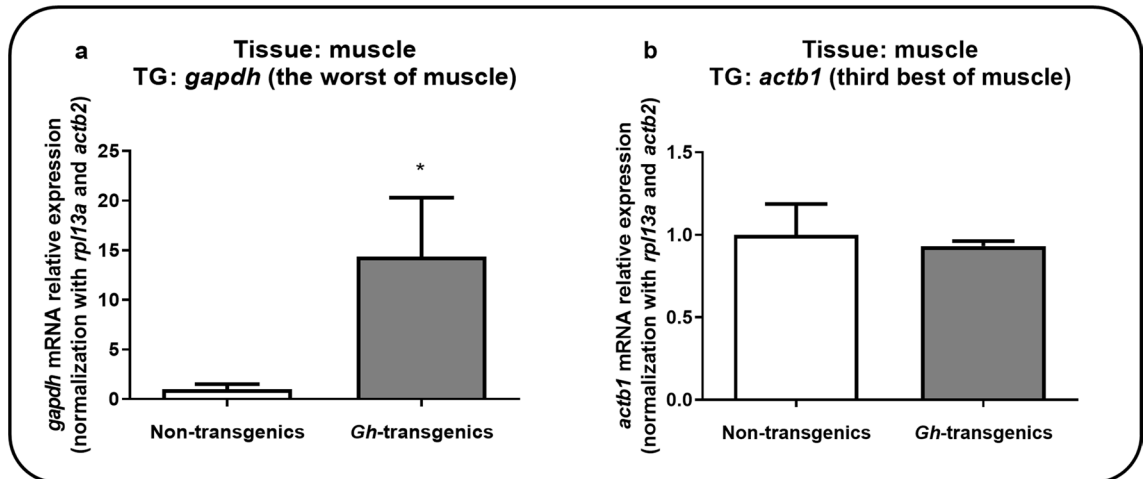 a
Tissue: muscle
TG: gapdh (the worst of muscle)
gapdh mRNA relative expression
(normalization with rpl13a and actb2)
25
20
15
10
5
0
*
Non-transgenics
Gh-transgenics
b
Tissue: muscle
TG: actb1 (third best of muscle)
actb1 mRNA relative expression
(normalization with rpl13a and actb2)
1.5
1.0
0.5
0.0
Non-transgenics
Gh-transgenics